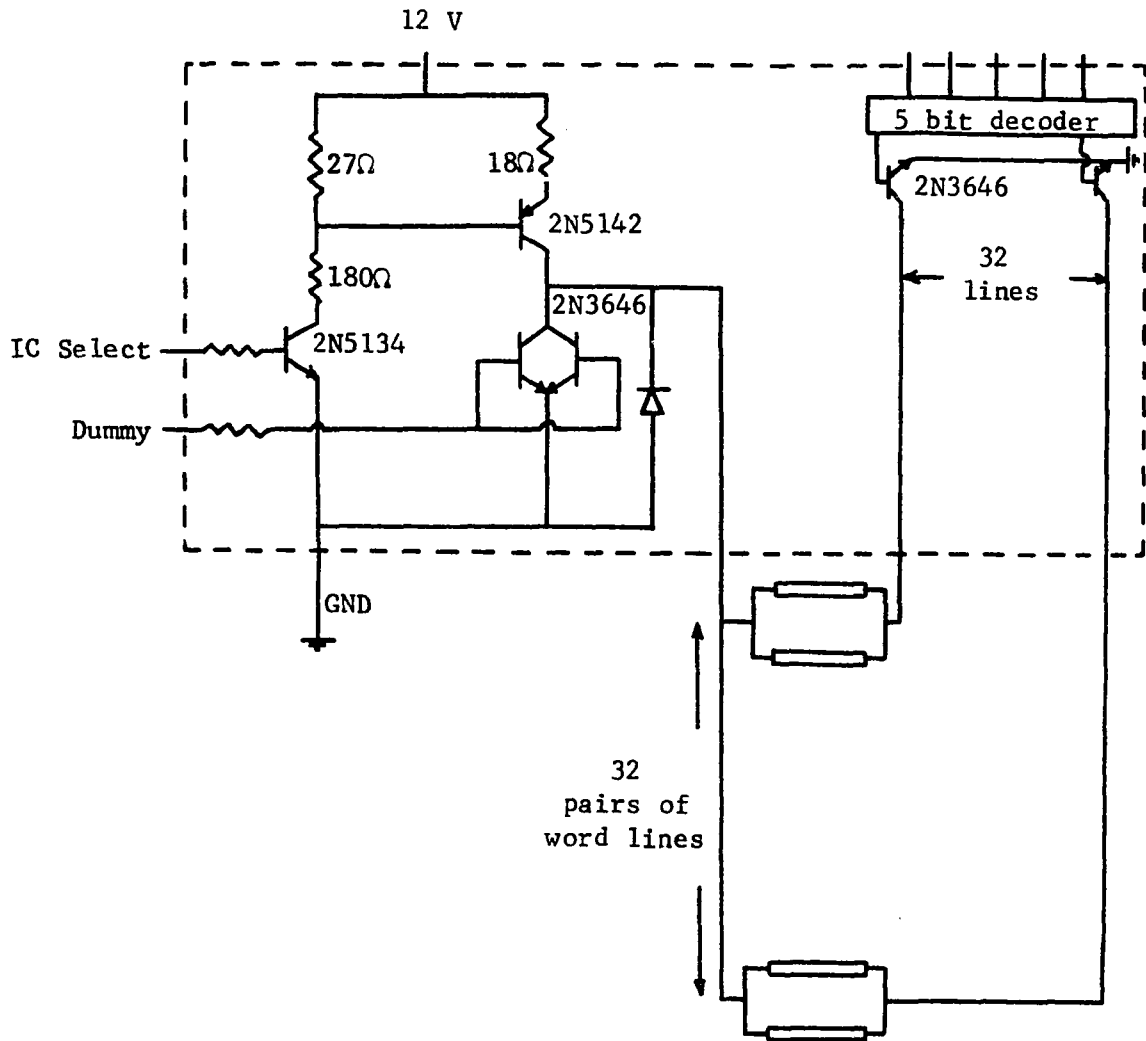 12 V
5 bit decoder
27Ω
18Ω
2N3646
2N5142
180Ω
32
lines
2N3646
IC Select
2N5134
Dummy
GND
32
pairs of
word lines